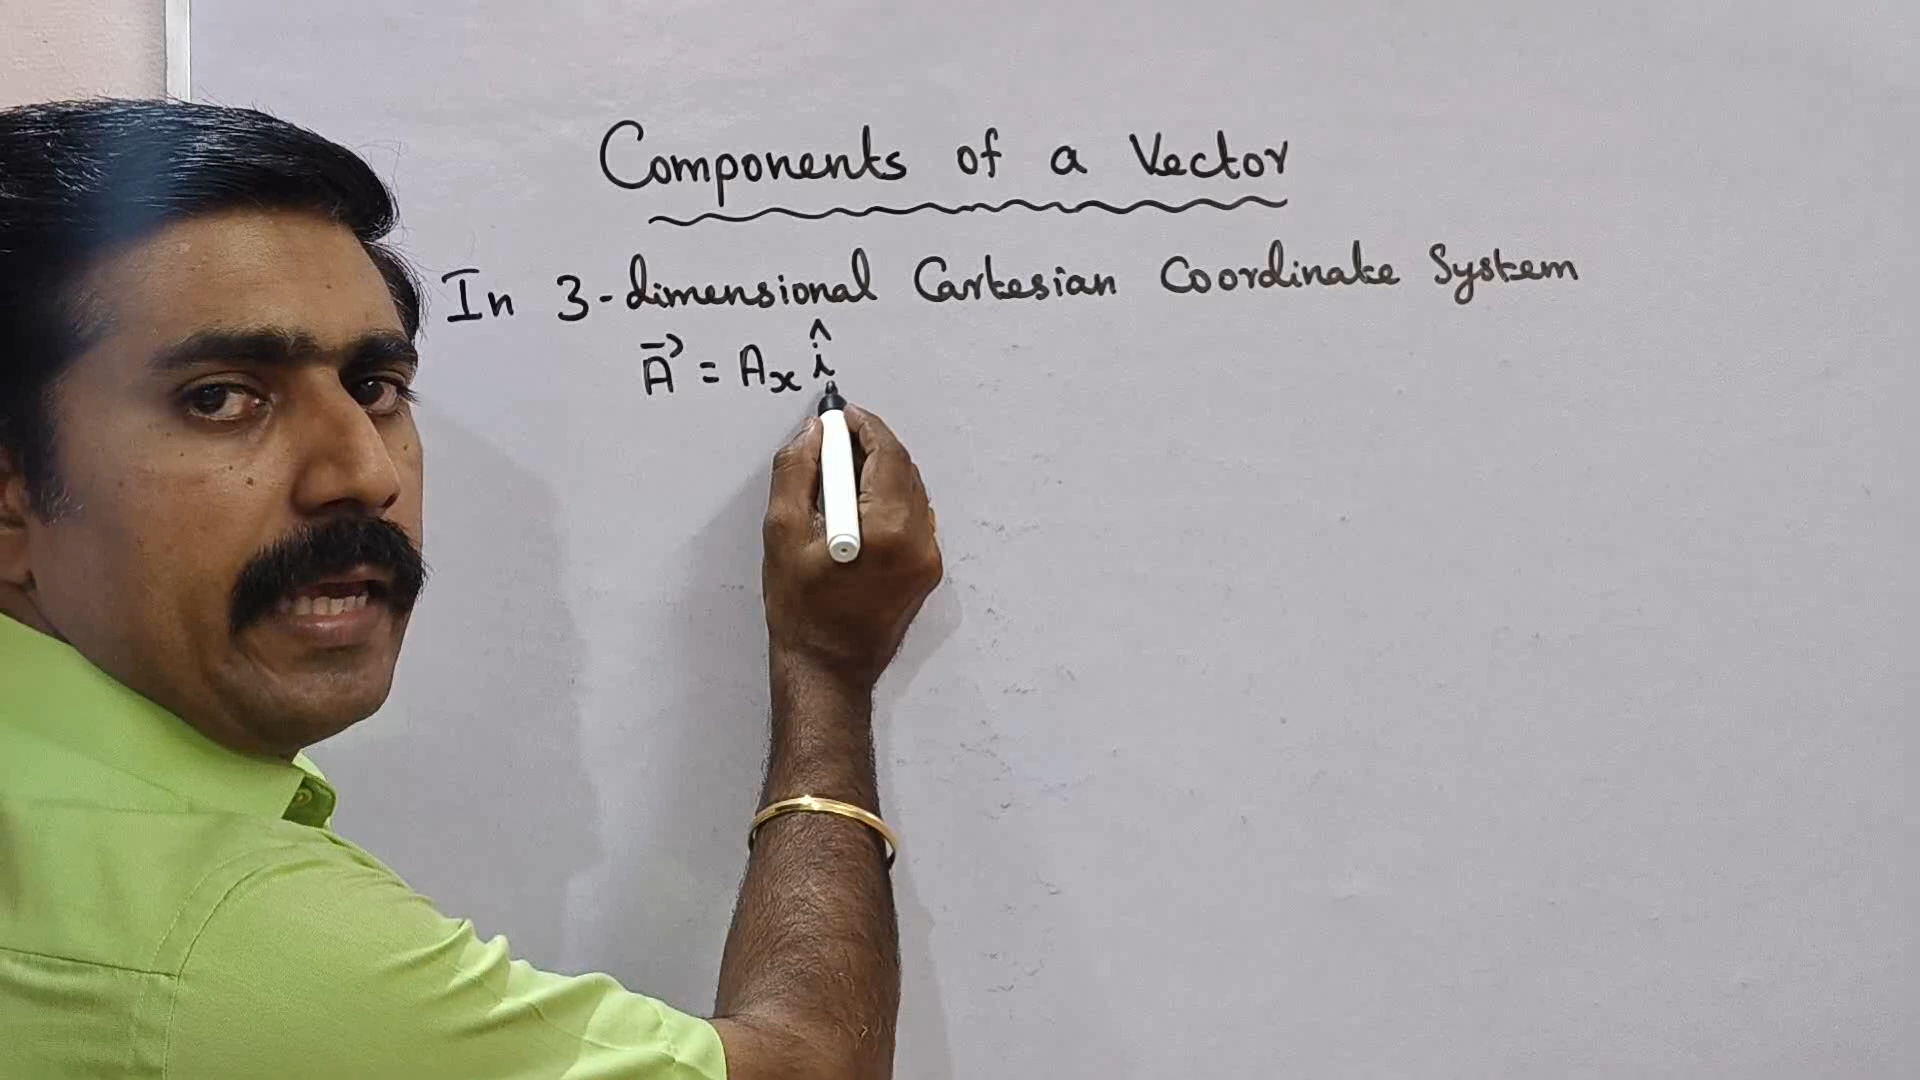 Components of a Vector
In 3-dimensional Cartesian Coordinate System
A⃗ = Aₓ î